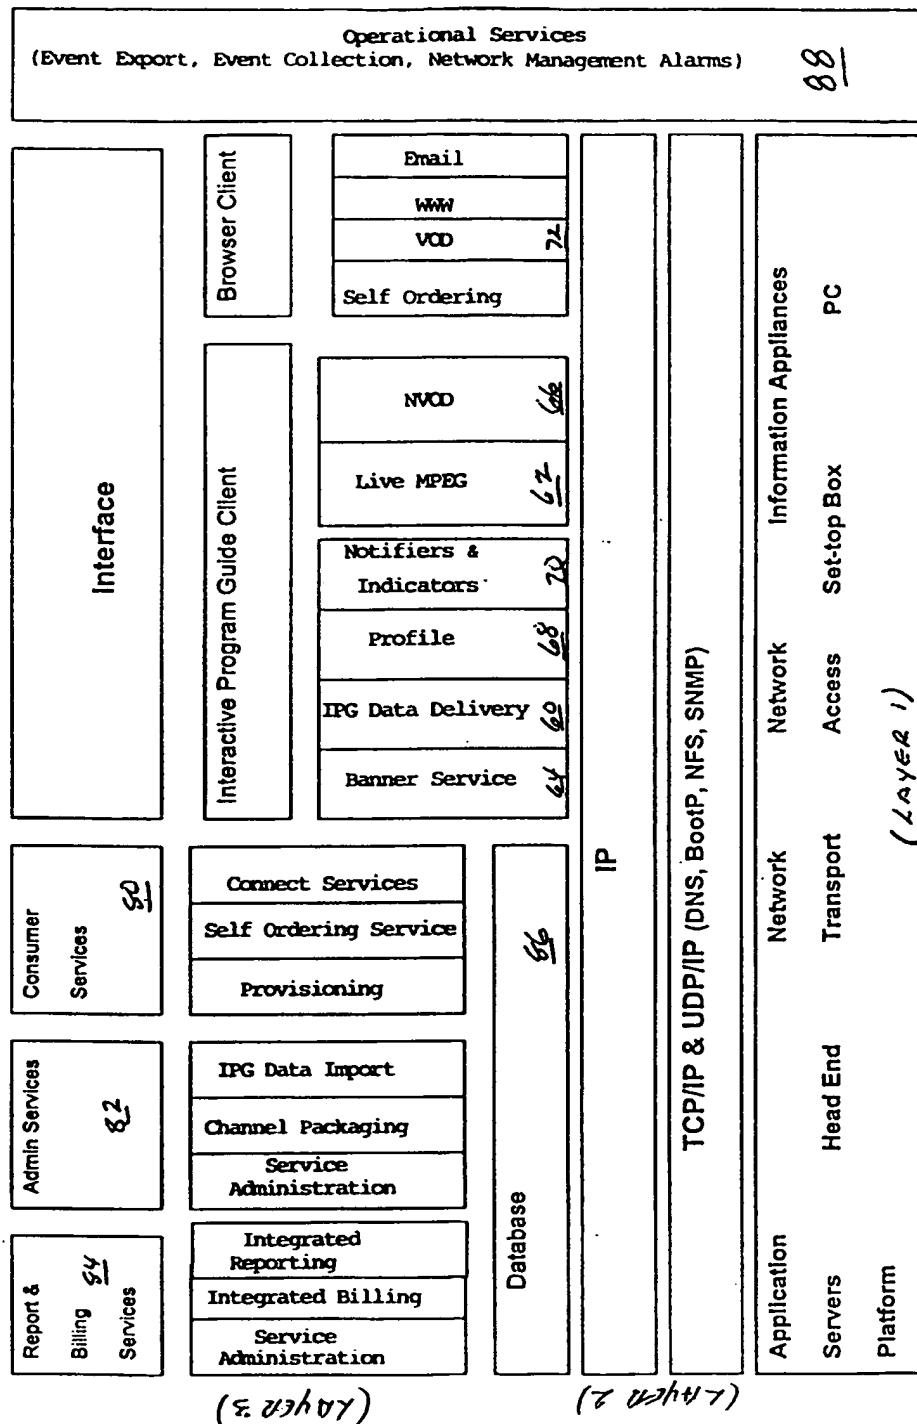 Operational Services
(Event Export, Event Collection, Network Management Alarms)
88
Interface
Consumer
Services
80
Admin Services
82
Report &
Billing
Services
84
Browser Client
Interactive Program Guide Client
Email
WWW
VOD
72
Self Ordering
NVOD
66
Live MPEG
62
Notifiers &
Indicators
70
Profile
68
IPG Data Delivery
60
Banner Service
64
Connect Services
Self Ordering Service
Provisioning
IPG Data Import
Channel Packaging
Service
Administration
Integrated
Reporting
Integrated Billing
Service
Administration
(LAYER 3)
Database
86
IP
(LAYER 2)
TCP/IP & UDP/IP (DNS, BootP, NFS, SNMP)
Application
Servers
Platform
Head End
Network
Transport
Network
Access
Information Appliances
Set-top Box
PC
(LAYER 1)